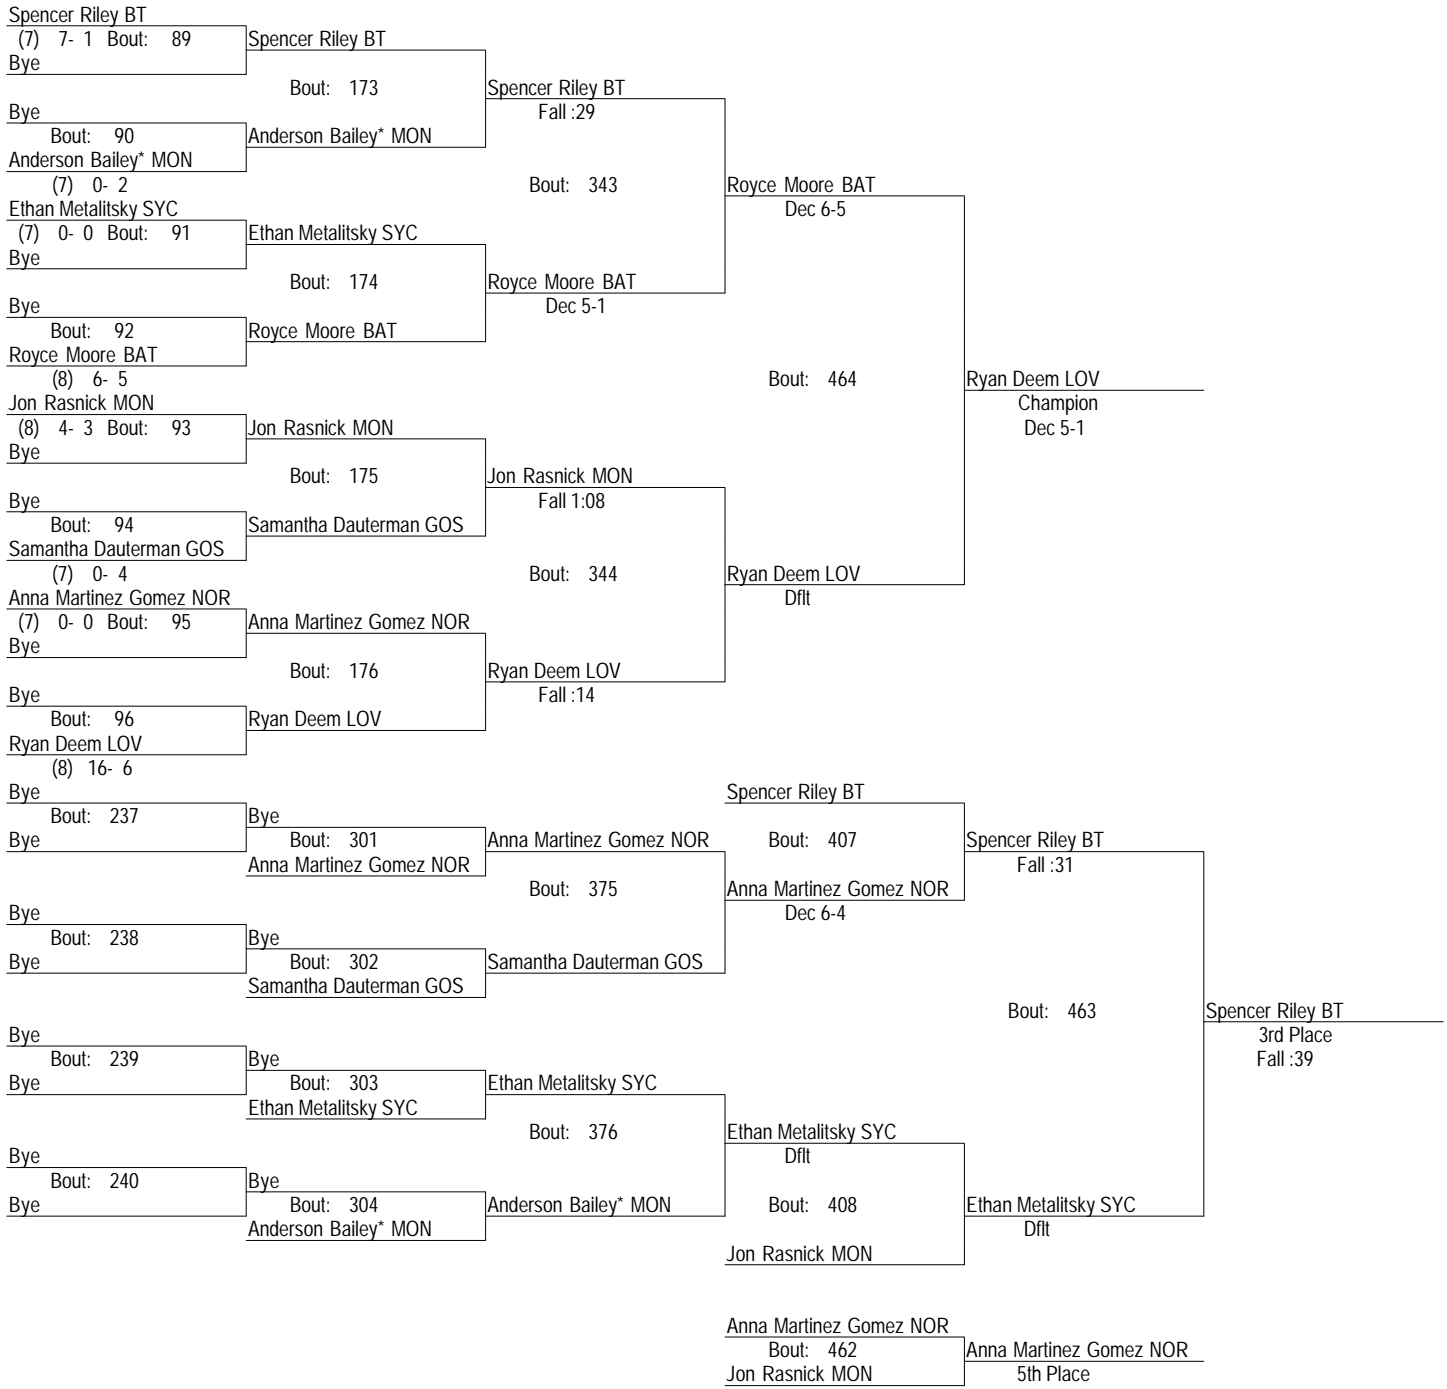 Spencer Riley BT
(7) 7- 1 Bout: 89 Spencer Riley BT
Bye
Bout: 173 Spencer Riley BT
Bye Fall :29
Bout: 90 Anderson Bailey* MON
Anderson Bailey* MON
(7) 0- 2 Bout: 343 Royce Moore BAT
Ethan Metalitsky SYC Dec 6-5
(7) 0- 0 Bout: 91 Ethan Metalitsky SYC
Bye
Bout: 174 Royce Moore BAT
Bye Dec 5-1
Bout: 92 Royce Moore BAT
Royce Moore BAT
(8) 6- 5 Bout: 464 Ryan Deem LOV
Jon Rasnick MON Champion
(8) 4- 3 Bout: 93 Jon Rasnick MON Dec 5-1
Bye
Bout: 175 Jon Rasnick MON
Bye Fall 1:08
Bout: 94 Samantha Dauterman GOS
Samantha Dauterman GOS
(7) 0- 4 Bout: 344 Ryan Deem LOV
Anna Martinez Gomez NOR Dflt
(7) 0- 0 Bout: 95 Anna Martinez Gomez NOR
Bye
Bout: 176 Ryan Deem LOV
Bye Fall :14
Bout: 96 Ryan Deem LOV
Ryan Deem LOV
(8) 16- 6
Bye Spencer Riley BT
Bout: 237 Bye
Bye Bout: 301 Anna Martinez Gomez NOR Bout: 407 Spencer Riley BT
Anna Martinez Gomez NOR Fall :31
Bout: 375 Anna Martinez Gomez NOR
Bye Dec 6-4
Bout: 238 Bye
Bye Bout: 302 Samantha Dauterman GOS
Samantha Dauterman GOS
Bout: 463 Spencer Riley BT
Bye 3rd Place
Bout: 239 Bye Fall :39
Bye Bout: 303 Ethan Metalitsky SYC
Ethan Metalitsky SYC
Bout: 376 Ethan Metalitsky SYC
Bye Dflt
Bout: 240 Bye
Bye Bout: 304 Anderson Bailey* MON Bout: 408 Ethan Metalitsky SYC
Anderson Bailey* MON Dflt
Jon Rasnick MON
Anna Martinez Gomez NOR
Bout: 462 Anna Martinez Gomez NOR
Jon Rasnick MON 5th Place